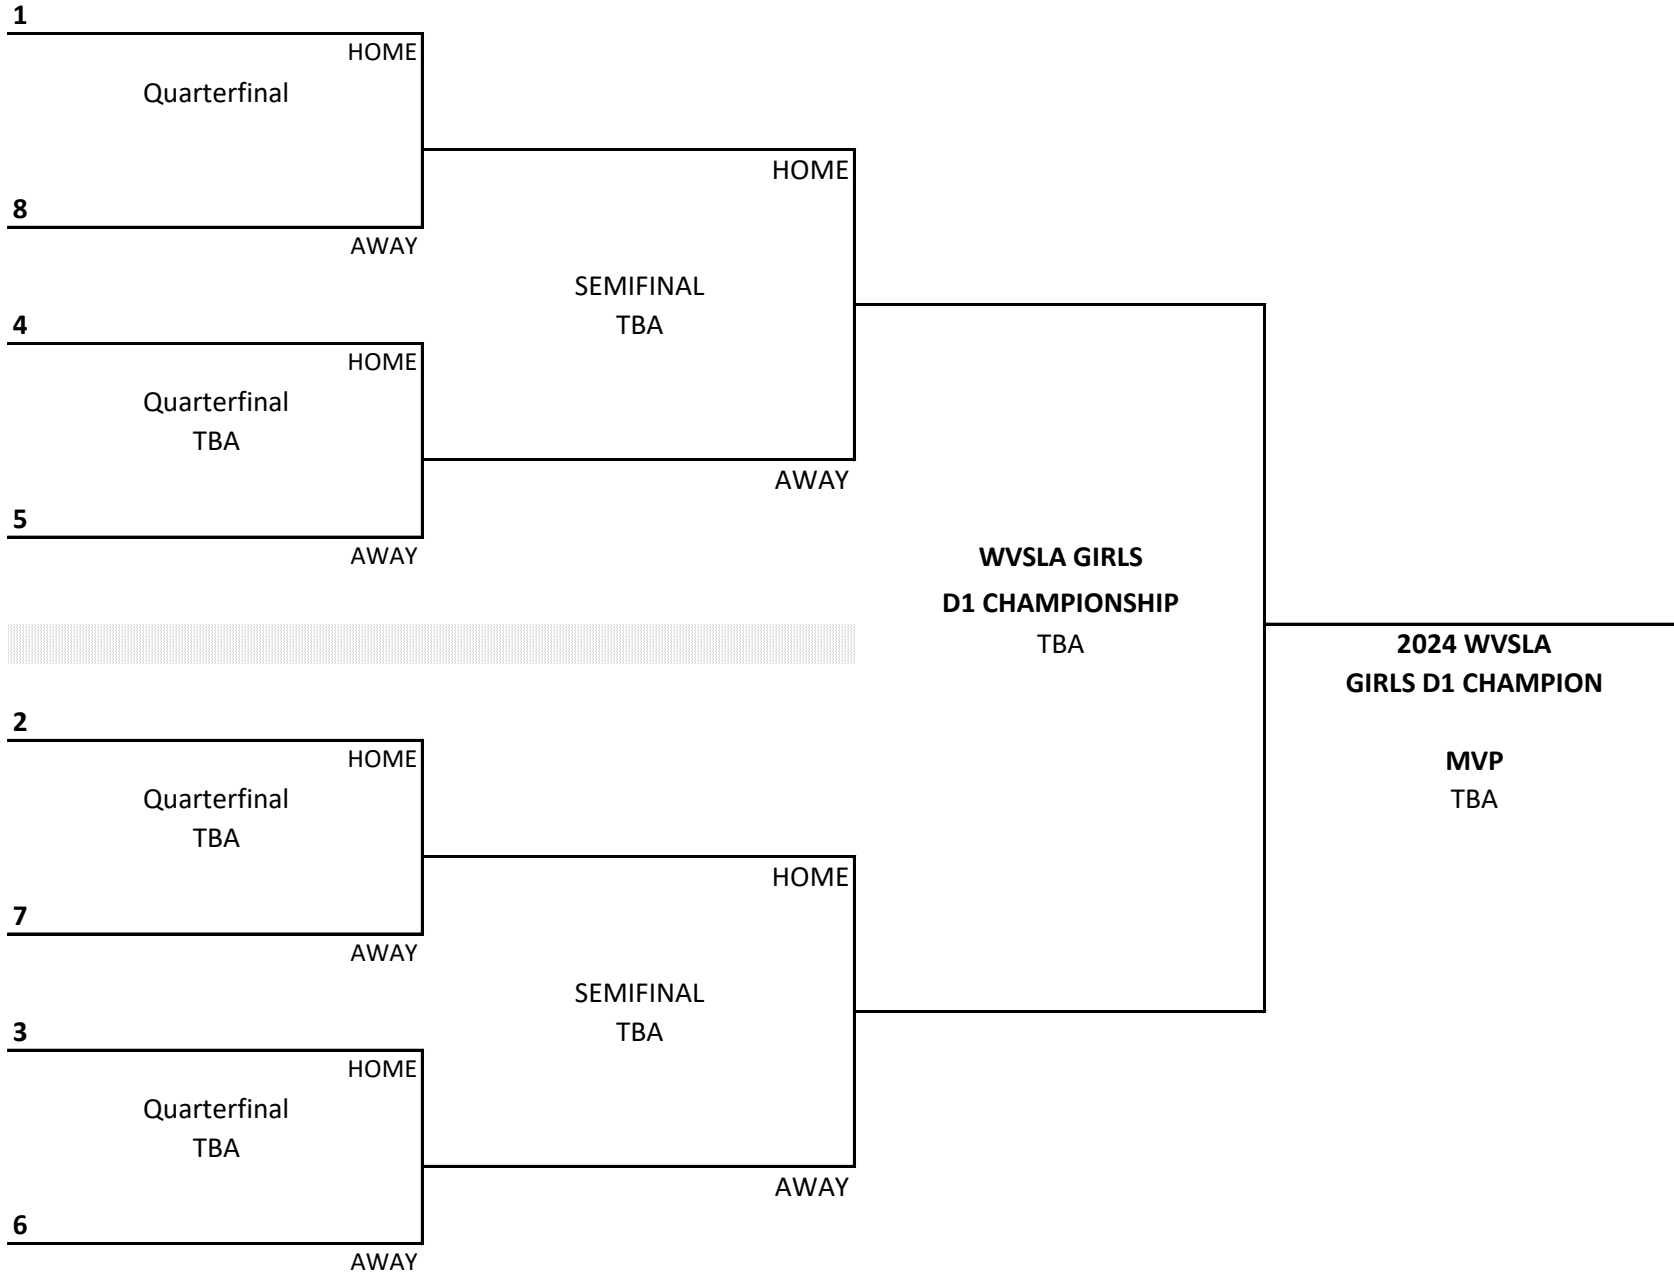 1
HOME
Quarterfinal
8
AWAY
4
HOME
Quarterfinal
TBA
5
AWAY
HOME
SEMIFINAL
TBA
AWAY
2
HOME
Quarterfinal
TBA
7
AWAY
3
HOME
Quarterfinal
TBA
6
AWAY
HOME
SEMIFINAL
TBA
AWAY
WVSLA GIRLS
D1 CHAMPIONSHIP
TBA
2024 WVSLA
GIRLS D1 CHAMPION
MVP
TBA